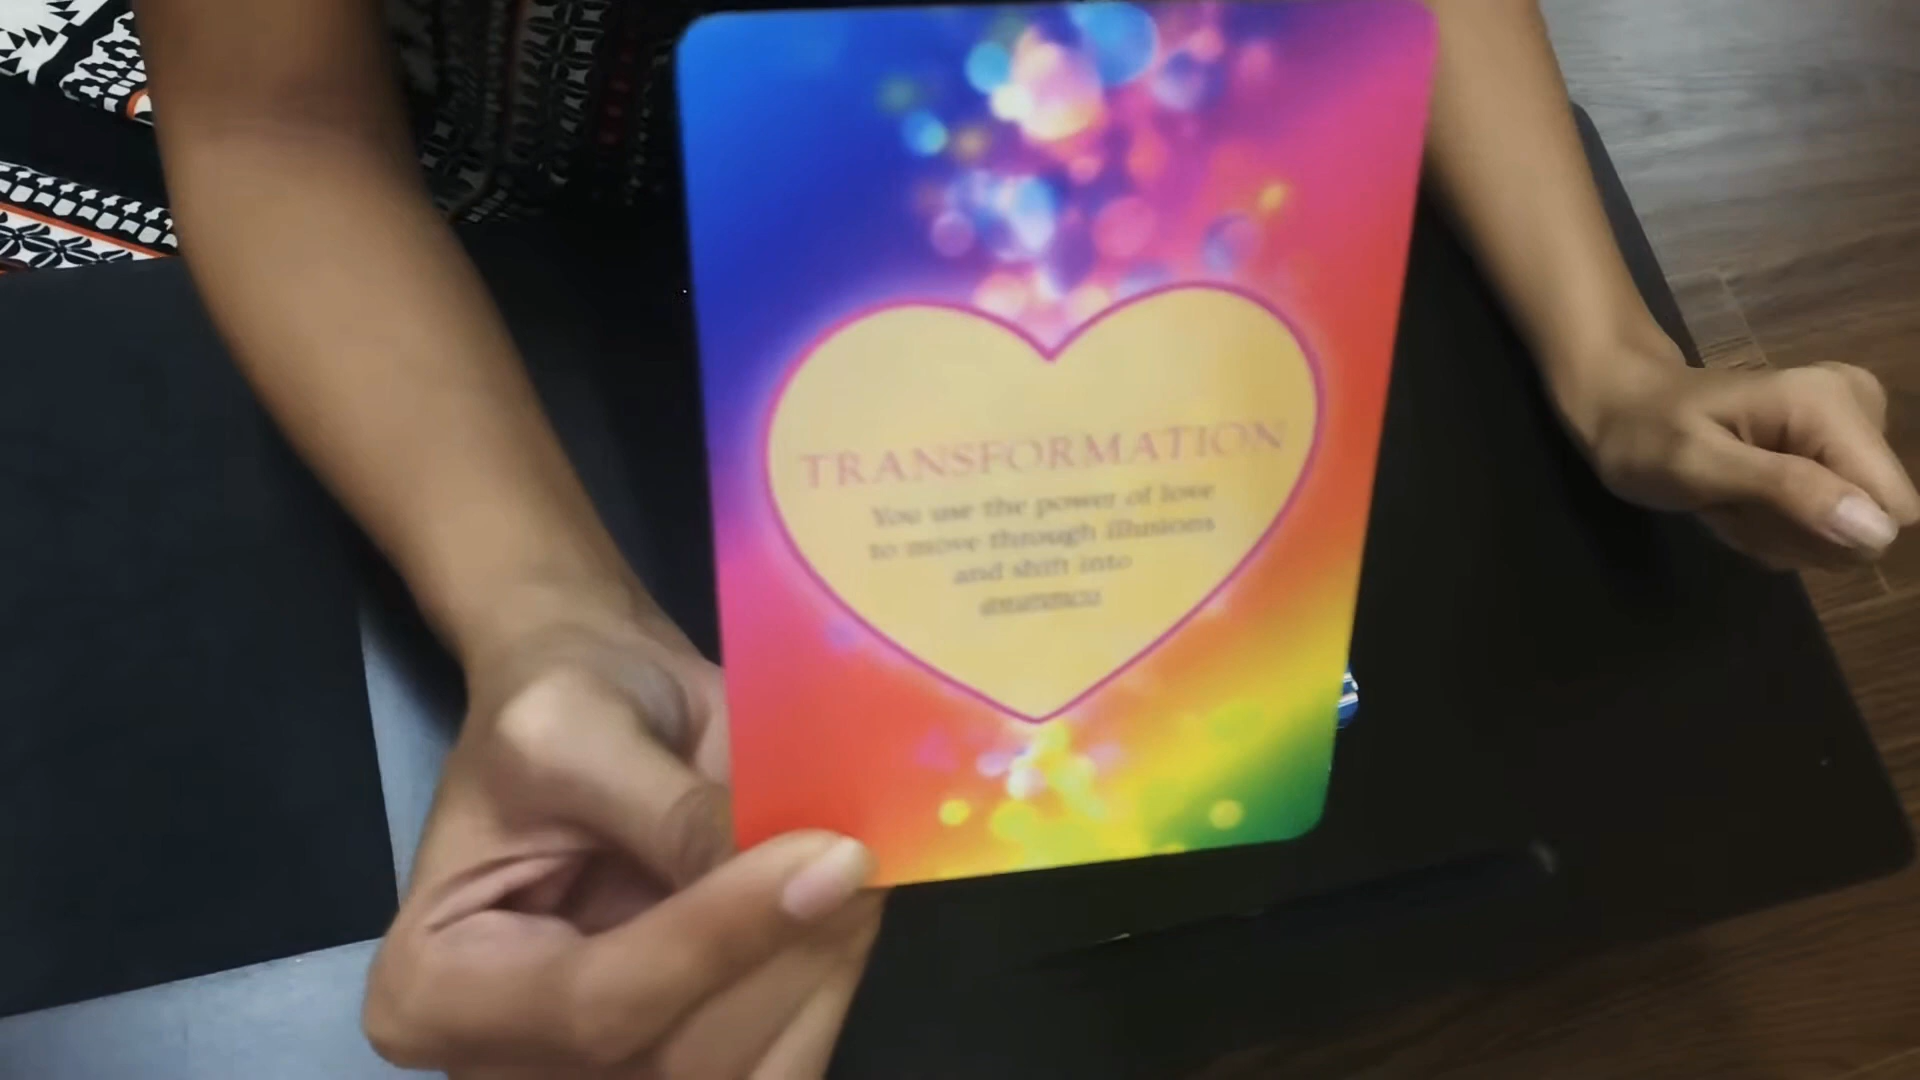 TRANSFORMATION
You use the power of love
to move through illusions
and shift into